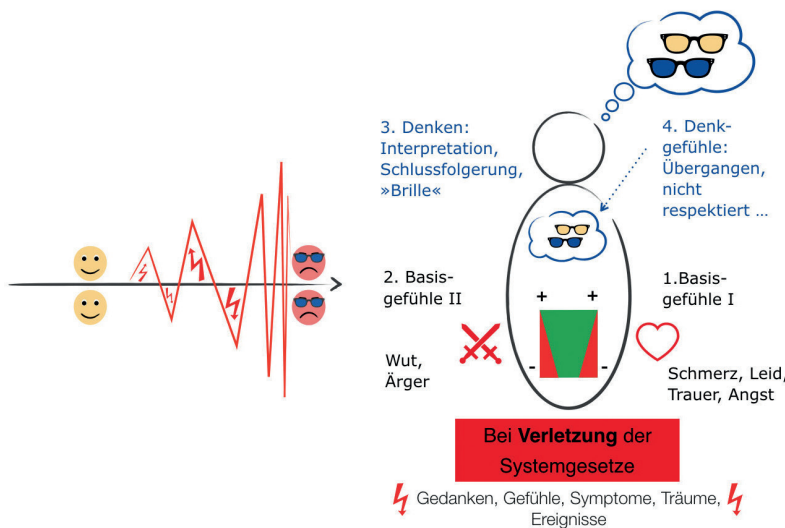 3. Denken:
Interpretation,
Schlussfolgerung,
»Brille«
4. Denk-
gefühle:
Übergangen,
nicht
respektiert ...
2. Basis-
gefühle II
Wut,
Ärger
+ +
- -
1.Basis-
gefühle I
Schmerz, Leid,
Trauer, Angst
Bei Verletzung der
Systemgesetze
Gedanken, Gefühle, Symptome, Träume,
Ereignisse